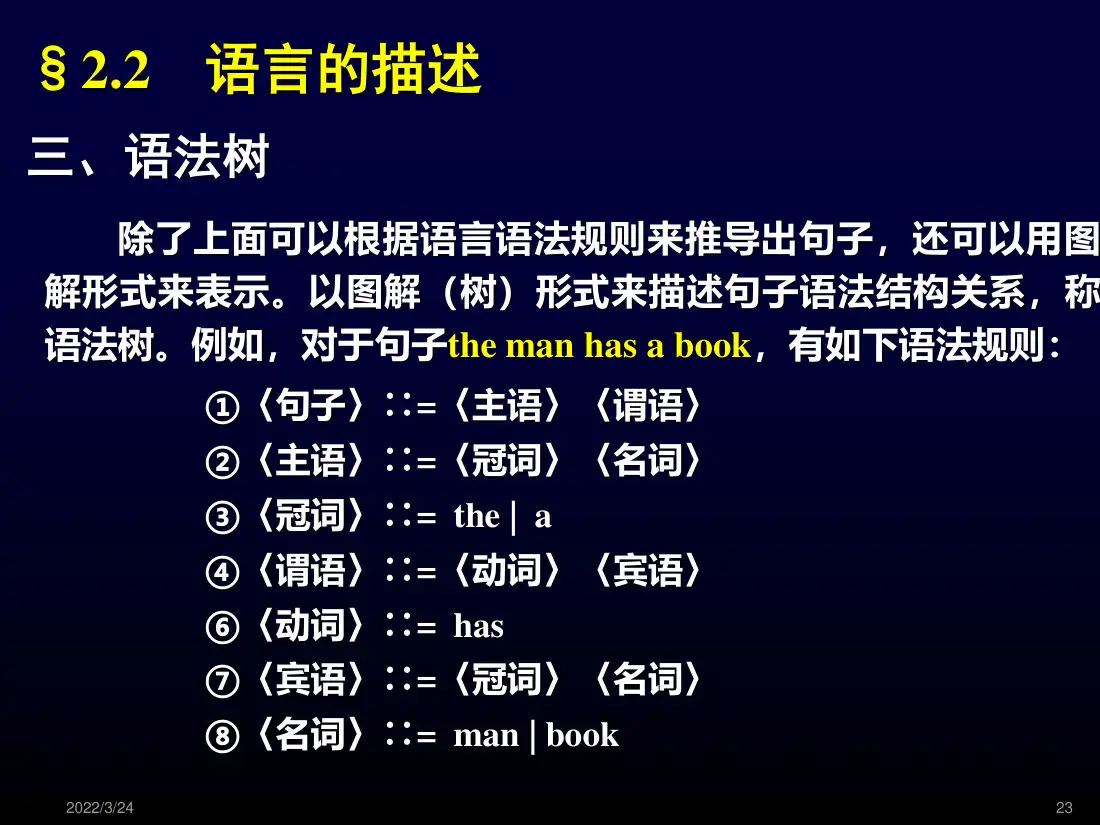 §2.2 语言的描述
三、语法树
除了上面可以根据语言语法规则来推导出句子，还可以用图
解形式来表示。以图解（树）形式来描述句子语法结构关系，称
语法树。例如，对于句子the man has a book，有如下语法规则：
①〈句子〉∷=〈主语〉〈谓语〉
②〈主语〉∷=〈冠词〉〈名词〉
③〈冠词〉∷= the | a
④〈谓语〉∷=〈动词〉〈宾语〉
⑥〈动词〉∷= has
⑦〈宾语〉∷=〈冠词〉〈名词〉
⑧〈名词〉∷= man | book
2022/3/24
23